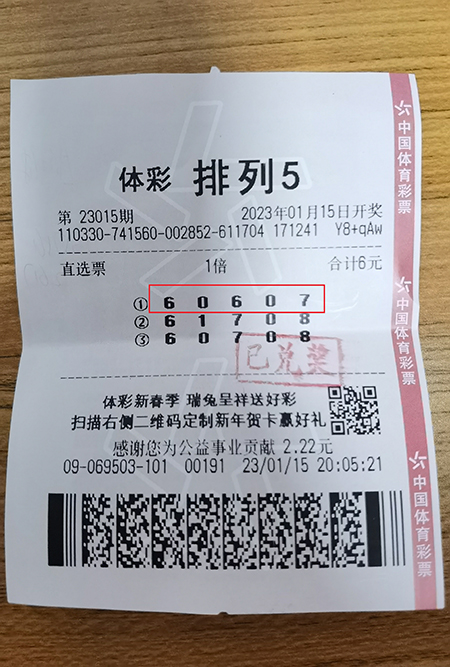 体彩 排列5
第 23015期 2023年01月15日开奖
110330-741560-002852-611704 171241 Y8+qAw
直选票 1倍 合计6元
① 6 0 6 0 7
② 6 1 7 0 8
③ 6 0 7 0 8
已兑奖
体彩新春季 瑞兔呈祥送好彩
扫描右侧二维码定制新年贺卡赢好礼
感谢您为公益事业贡献 2.22元
09-069503-101 00191 23/01/15 20:05:21
中国体育彩票
中国体育彩票
中国体育彩票